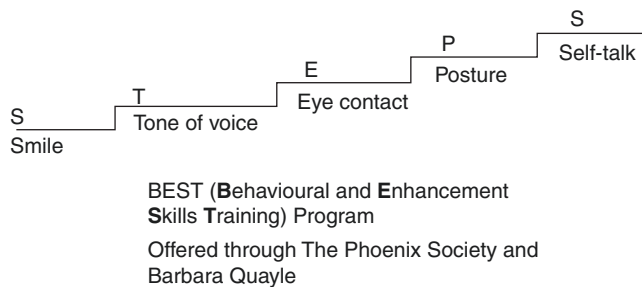 S
Smile
T
Tone of voice
E
Eye contact
P
Posture
S
Self-talk
BEST (Behavioural and Enhancement
Skills Training) Program
Offered through The Phoenix Society and
Barbara Quayle